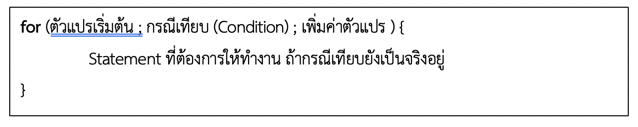 for (ตัวแปรเริ่มต้น ; กรณีเทียบ (Condition) ; เพิ่มค่าตัวแปร ) {
Statement ที่ต้องการให้ทำงาน ถ้ากรณีเทียบยังเป็นจริงอยู่
}